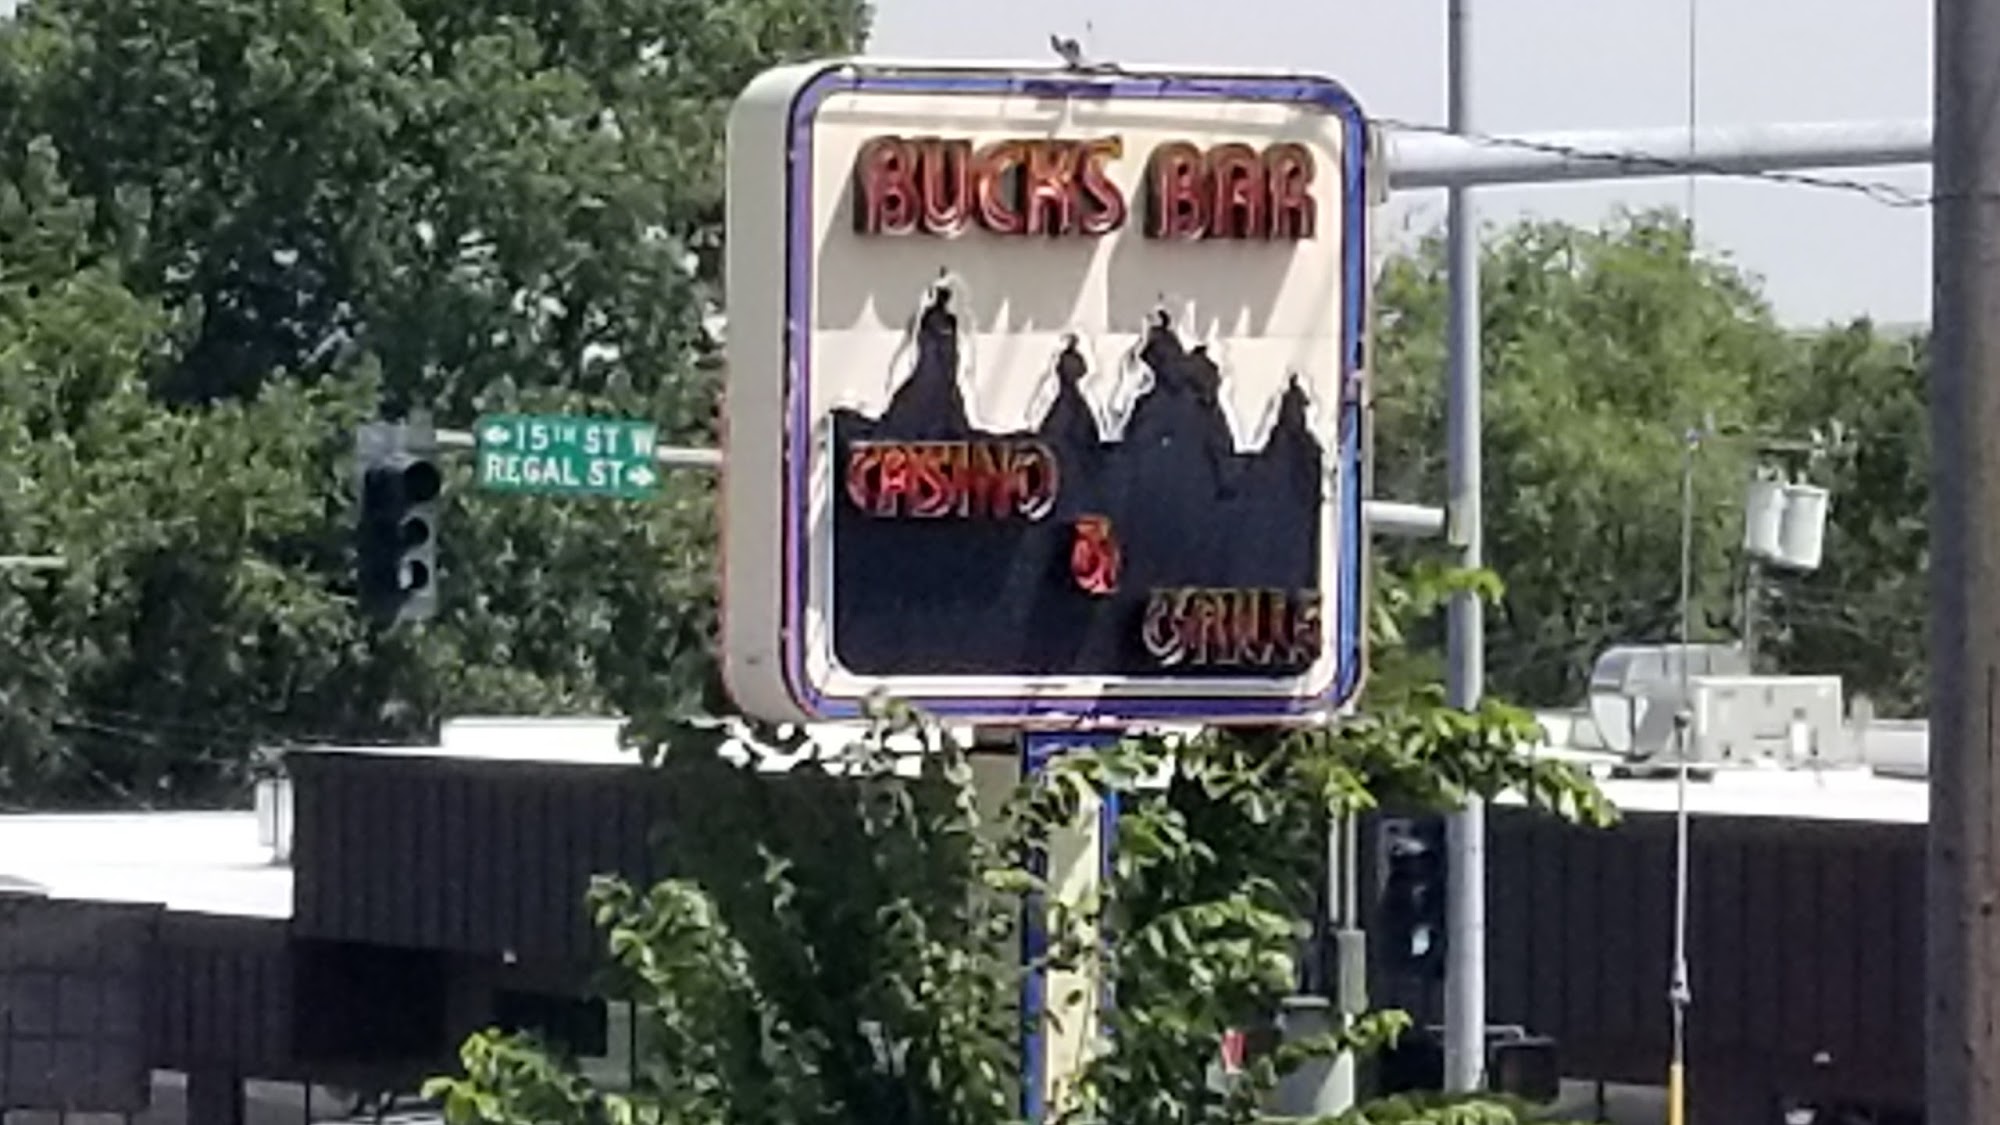 BUCKS BAR
CASINO
&
GRILLE
← 15TH ST W
REGAL ST →